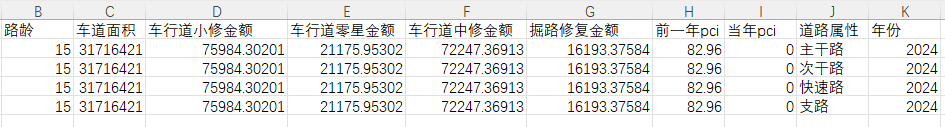 B C D E F G H I J K
路龄 车道面积 车行道小修金额 车行道零星金额 车行道中修金额 掘路修复金额 前一年pci 当年pci 道路属性 年份
15 31716421 75984.30201 21175.95302 72247.36913 16193.37584 82.96 0 主干路 2024
15 31716421 75984.30201 21175.95302 72247.36913 16193.37584 82.96 0 次干路 2024
15 31716421 75984.30201 21175.95302 72247.36913 16193.37584 82.96 0 快速路 2024
15 31716421 75984.30201 21175.95302 72247.36913 16193.37584 82.96 0 支路 2024